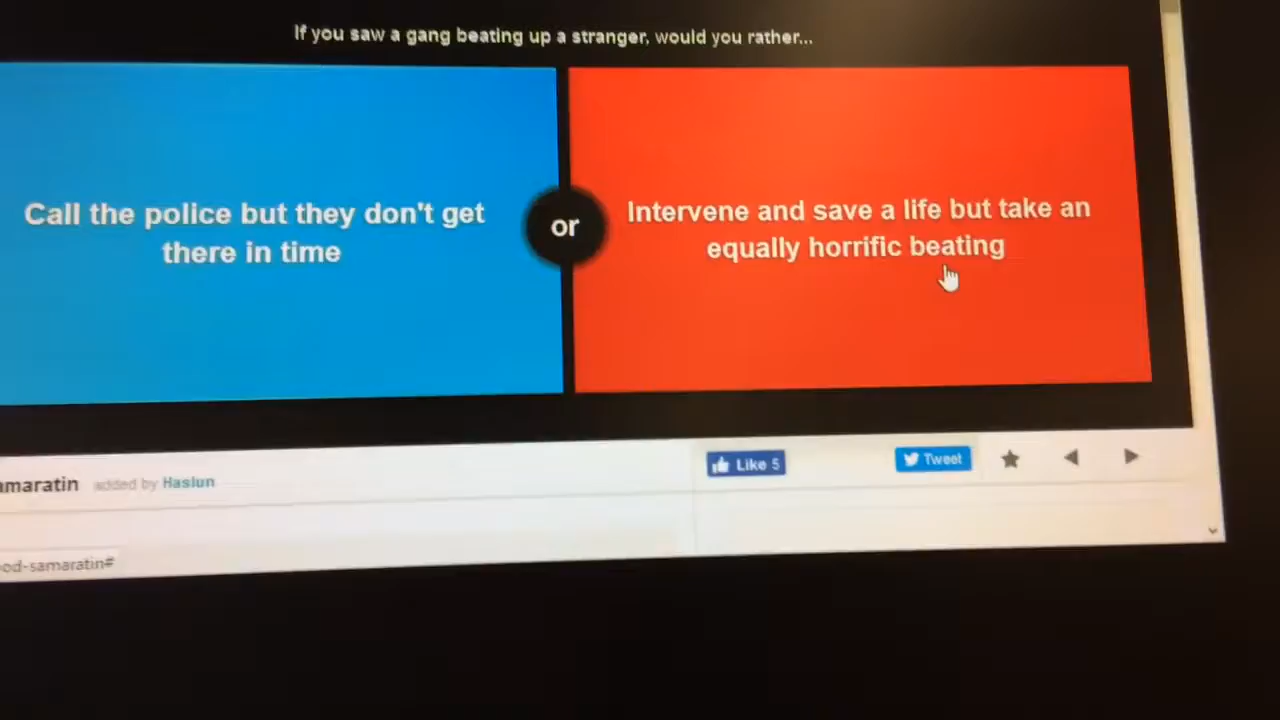 If you saw a gang beating up a stranger, would you rather...
Call the police but they don't get
there in time
or
Intervene and save a life but take an
equally horrific beating
Like 5
Tweet
amaratin added by Haslun
od-samaratin#